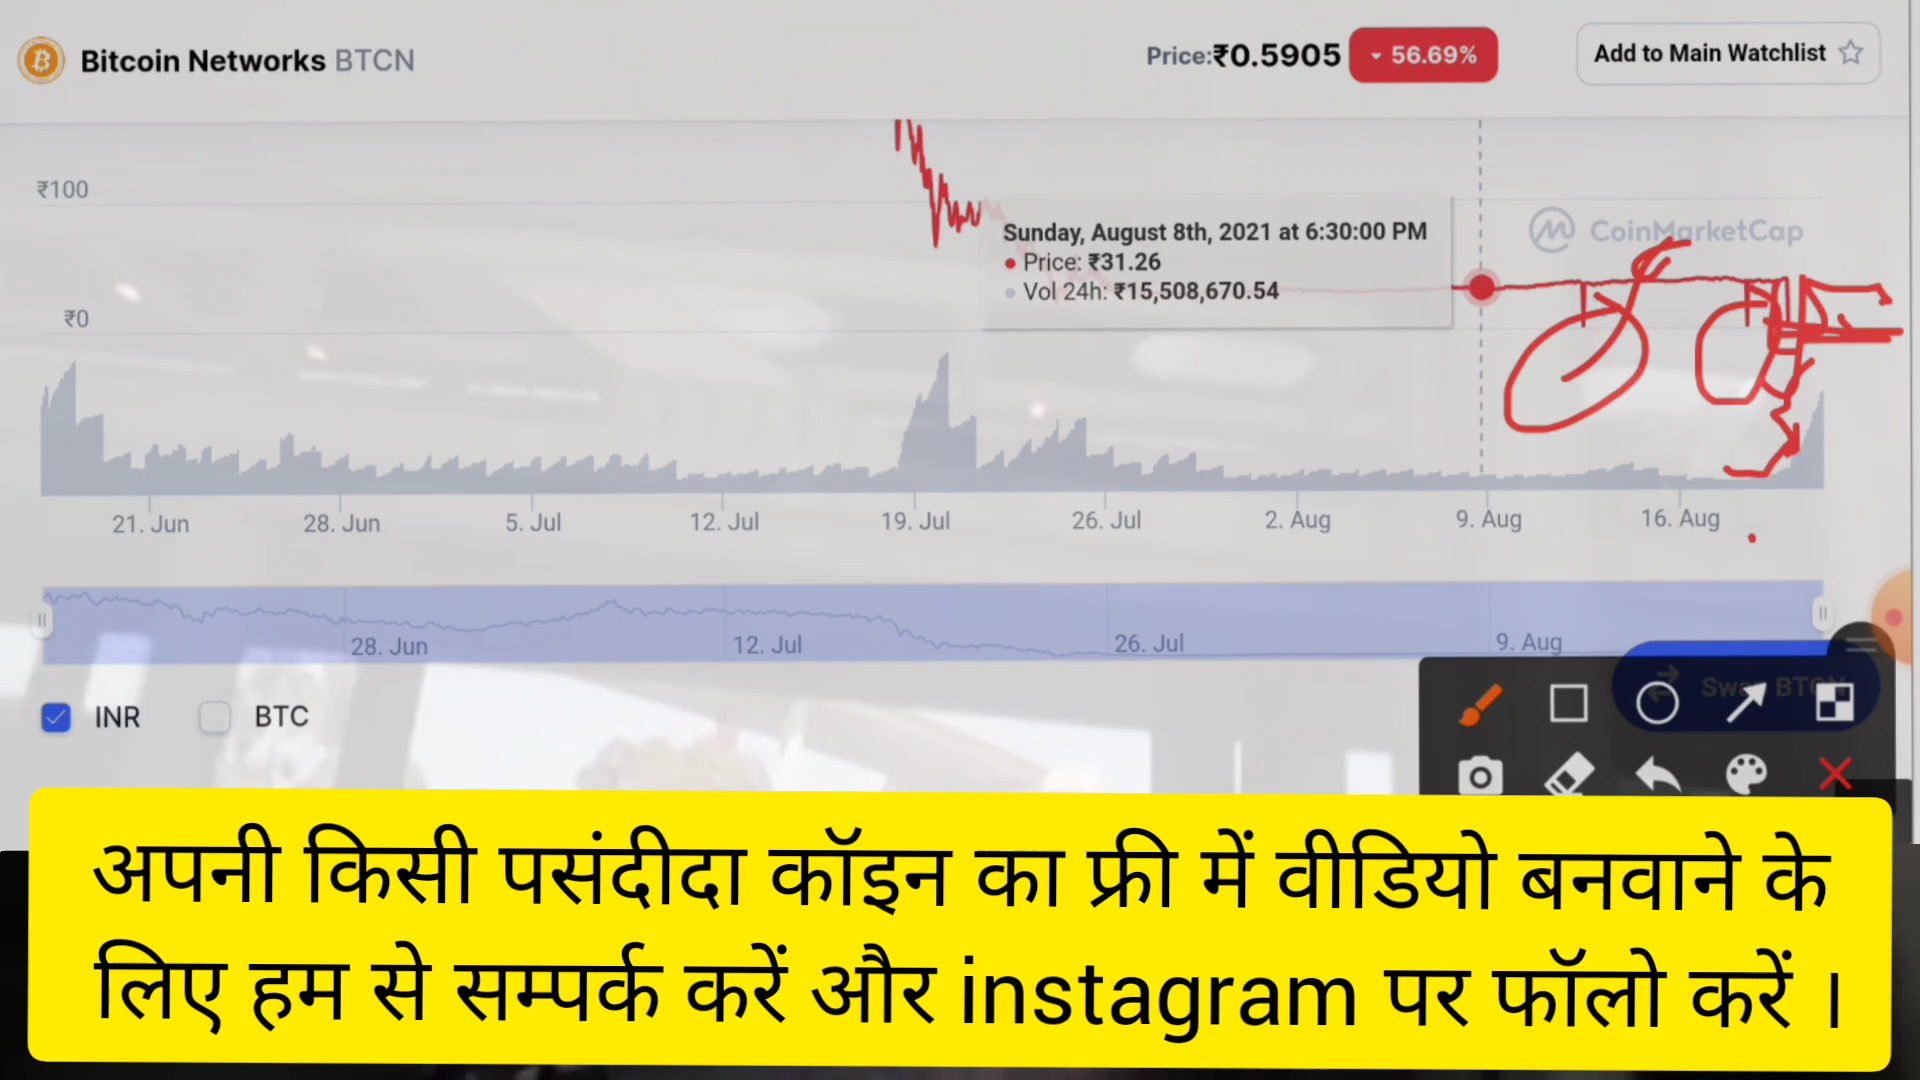 Bitcoin Networks BTCN
Price:₹0.5905
56.69%
Add to Main Watchlist
₹100
₹0
Sunday, August 8th, 2021 at 6:30:00 PM
Price: ₹31.26
Vol 24h: ₹15,508,670.54
CoinMarketCap
21. Jun 28. Jun 5. Jul 12. Jul 19. Jul 26. Jul 2. Aug 9. Aug 16. Aug
28. Jun 12. Jul 26. Jul 9. Aug
INR BTC
Swap BTCN
अपनी किसी पसंदीदा कॉइन का फ्री में वीडियो बनवाने के
लिए हम से सम्पर्क करें और instagram पर फॉलो करें ।